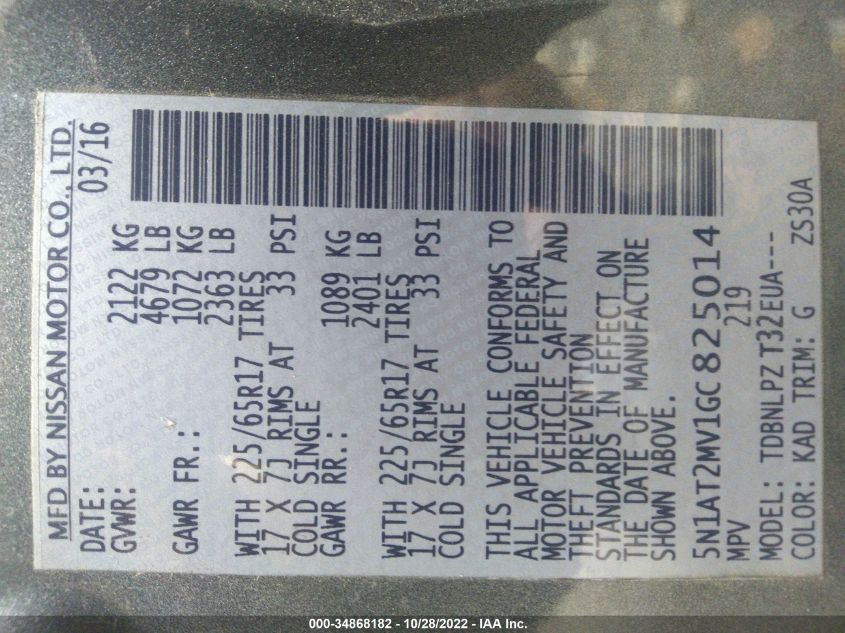 MFD BY NISSAN MOTOR CO., LTD.
DATE: 03/16
GVWR: 2122 KG
4679 LB
GAWR FR.: 1072 KG
2363 LB
WITH 225/65R17 TIRES
17 X 7J RIMS AT 33 PSI
COLD SINGLE
GAWR RR.: 1089 KG
2401 LB
WITH 225/65R17 TIRES
17 X 7J RIMS AT 33 PSI
COLD SINGLE
THIS VEHICLE CONFORMS TO
ALL APPLICABLE FEDERAL
MOTOR VEHICLE SAFETY AND
THEFT PREVENTION
STANDARDS IN EFFECT ON
THE DATE OF MANUFACTURE
SHOWN ABOVE.
5N1AT2MV1GC825014
MPV 219
MODEL: TDBNLPZ T32EUA----
COLOR: KAD TRIM: G ZS30A
000-34868182 - 10/28/2022 - IAA Inc.